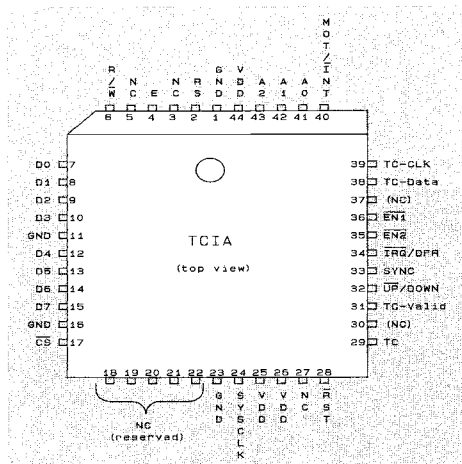 R/W NC E NC RS GND VDD A2 A1 A0 MOT/INT
6 5 4 3 2 1 44 43 42 41 40
D0 7
D1 8
D2 9
D3 10
GND 11
D4 12
D5 13
D6 14
D7 15
GND 16
CS 17
TCIA
(top view)
39 TC-CLK
38 TC-Data
37 (NC)
36 EN1
35 EN2
34 IRQ/DPR
33 SYNC
32 UP/DOWN
31 TC-Valid
30 (NC)
29 TC
18 19 20 21 22 23 24 25 26 27 28
NC
(reserved)
GND SYSCLK VDD VDD NC RST